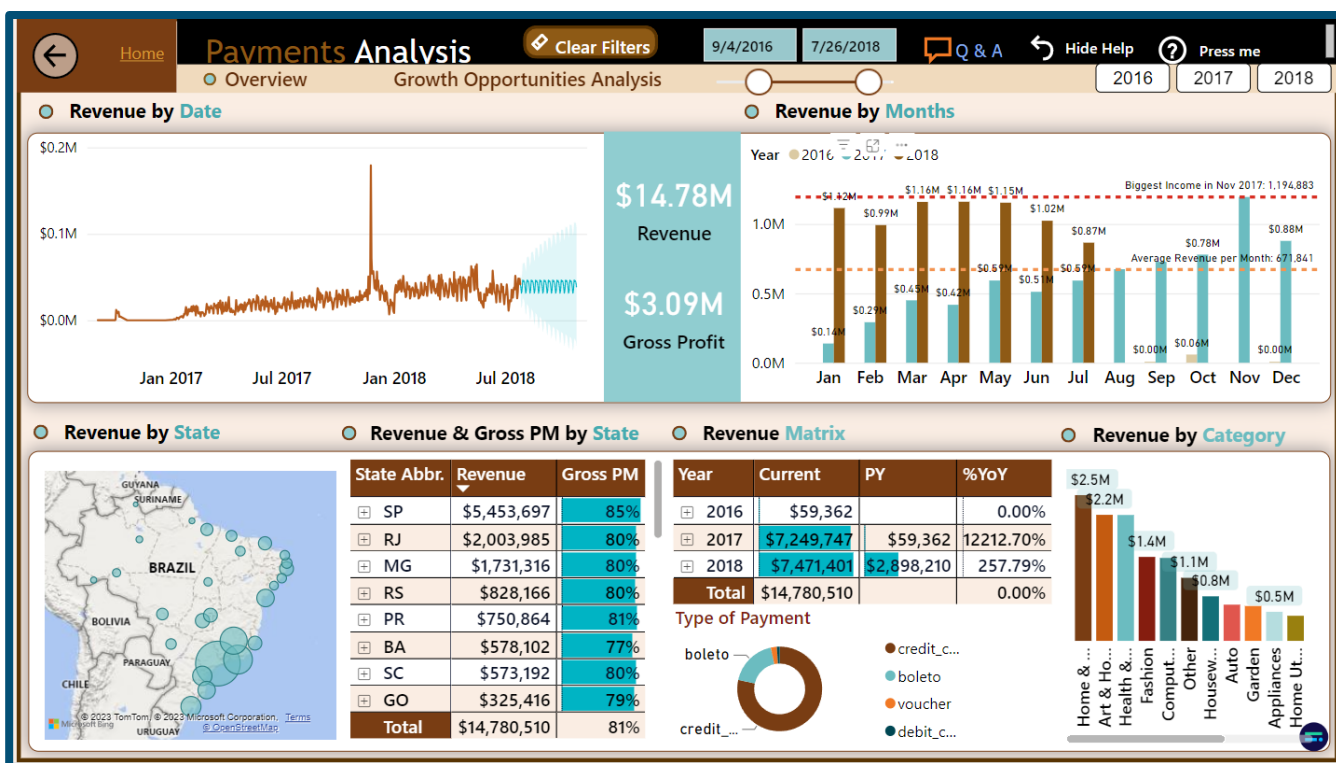 Home
Payments Analysis
Clear Filters
9/4/2016
7/26/2018
Q & A
Hide Help
Press me
Overview
Growth Opportunities Analysis
2016
2017
2018
Revenue by Date
$0.2M
$0.1M
$0.0M
Jan 2017
Jul 2017
Jan 2018
Jul 2018
$14.78M
Revenue
$3.09M
Gross Profit
Revenue by Months
Year 2016 2017 2018
Biggest Income in Nov 2017: 1,194,883
$1.12M
$0.99M
$1.16M
$1.16M
$1.15M
$1.02M
$0.87M
$0.78M
$0.88M
Average Revenue per Month: 671,841
$0.14M
$0.29M
$0.45M
$0.42M
$0.59M
$0.51M
$0.59M
$0.00M
$0.06M
$0.00M
1.0M
0.5M
0.0M
Jan Feb Mar Apr May Jun Jul Aug Sep Oct Nov Dec
Revenue by State
GUYANA
SURINAME
BRAZIL
BOLIVIA
PARAGUAY
CHILE
URUGUAY
Microsoft Bing
© 2023 TomTom, © 2023 Microsoft Corporation, Terms
© OpenStreetMap
Revenue & Gross PM by State
State Abbr. Revenue Gross PM
SP $5,453,697 85%
RJ $2,003,985 80%
MG $1,731,316 80%
RS $828,166 80%
PR $750,864 81%
BA $578,102 77%
SC $573,192 80%
GO $325,416 79%
Total $14,780,510 81%
Revenue Matrix
Year Current PY %YoY
2016 $59,362 0.00%
2017 $7,249,747 $59,362 12212.70%
2018 $7,471,401 $2,898,210 257.79%
Total $14,780,510 0.00%
Type of Payment
boleto
credit_...
credit_c...
boleto
voucher
debit_c...
Revenue by Category
$2.5M
$2.2M
$1.4M
$1.1M
$0.8M
$0.5M
Home & ...
Art & Ho...
Health &...
Fashion
Comput...
Other
Housew...
Auto
Garden
Appliances
Home Ut...